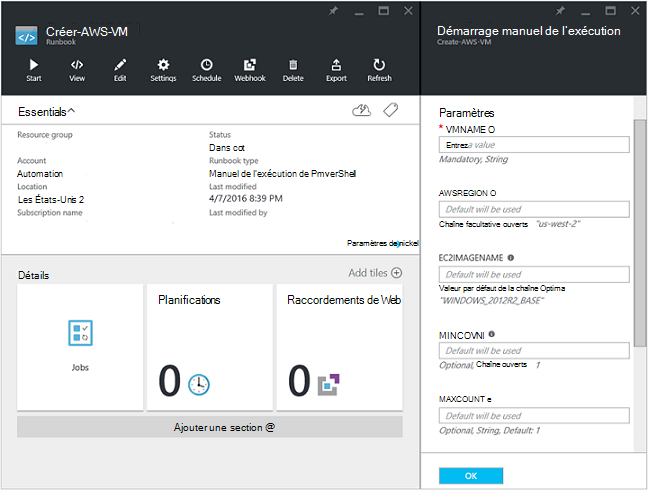 Créer-AWS-VM
Runbook
Start
View
Edit
Settings
Schedule
Webhook
Delete
Export
Refresh
Essentials
Resource group
Status
Dans cot
Account
Runbook type
Automation
Manuel de l'exécution de PmverShell
Location
Last modified
Les États-Unis 2
4/7/2016 8:39 PM
Subscription name
Last modified by
Paramètres de nickel
Détails
Add tiles
Jobs
Planifications
0
Raccordements de Web
0
Ajouter une section @
Démarrage manuel de l'exécution
Create-AWS-VM
Paramètres
* VMNAME O
Entrez a value
Mandatory, String
AWSREGION O
Default will be used
Chaîne facultative ouverts "us-west-2"
EC2IMAGENAME
Default will be used
Valeur par défaut de la chaîne Optima
"WINDOWS_2012R2_BASE"
MINCOVNI
Default will be used
Optional, Chaîne ouverts 1
MAXCOUNT e
Default will be used
Optional, String, Default: 1
OK